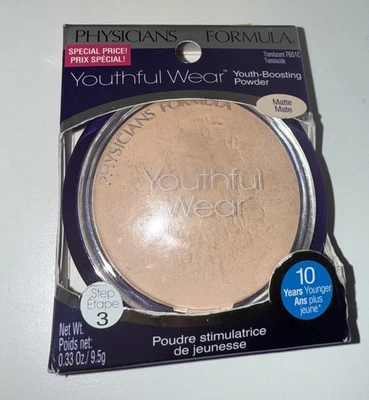 PHYSICIANS FORMULA®
SPECIAL PRICE!
PRIX SPÉCIAL!
Translucent 7851C
Translucide
Youthful Wear™ Youth-Boosting
Powder
Matte
Mate
PHYSICIANS FORMULA
Youthful
Wear
Step
Étape
3
10
Years Younger
Ans plus
jeune*
Net Wt.
Poids net:
0.33 Oz/9.5g
Poudre stimulatrice
de jeunesse